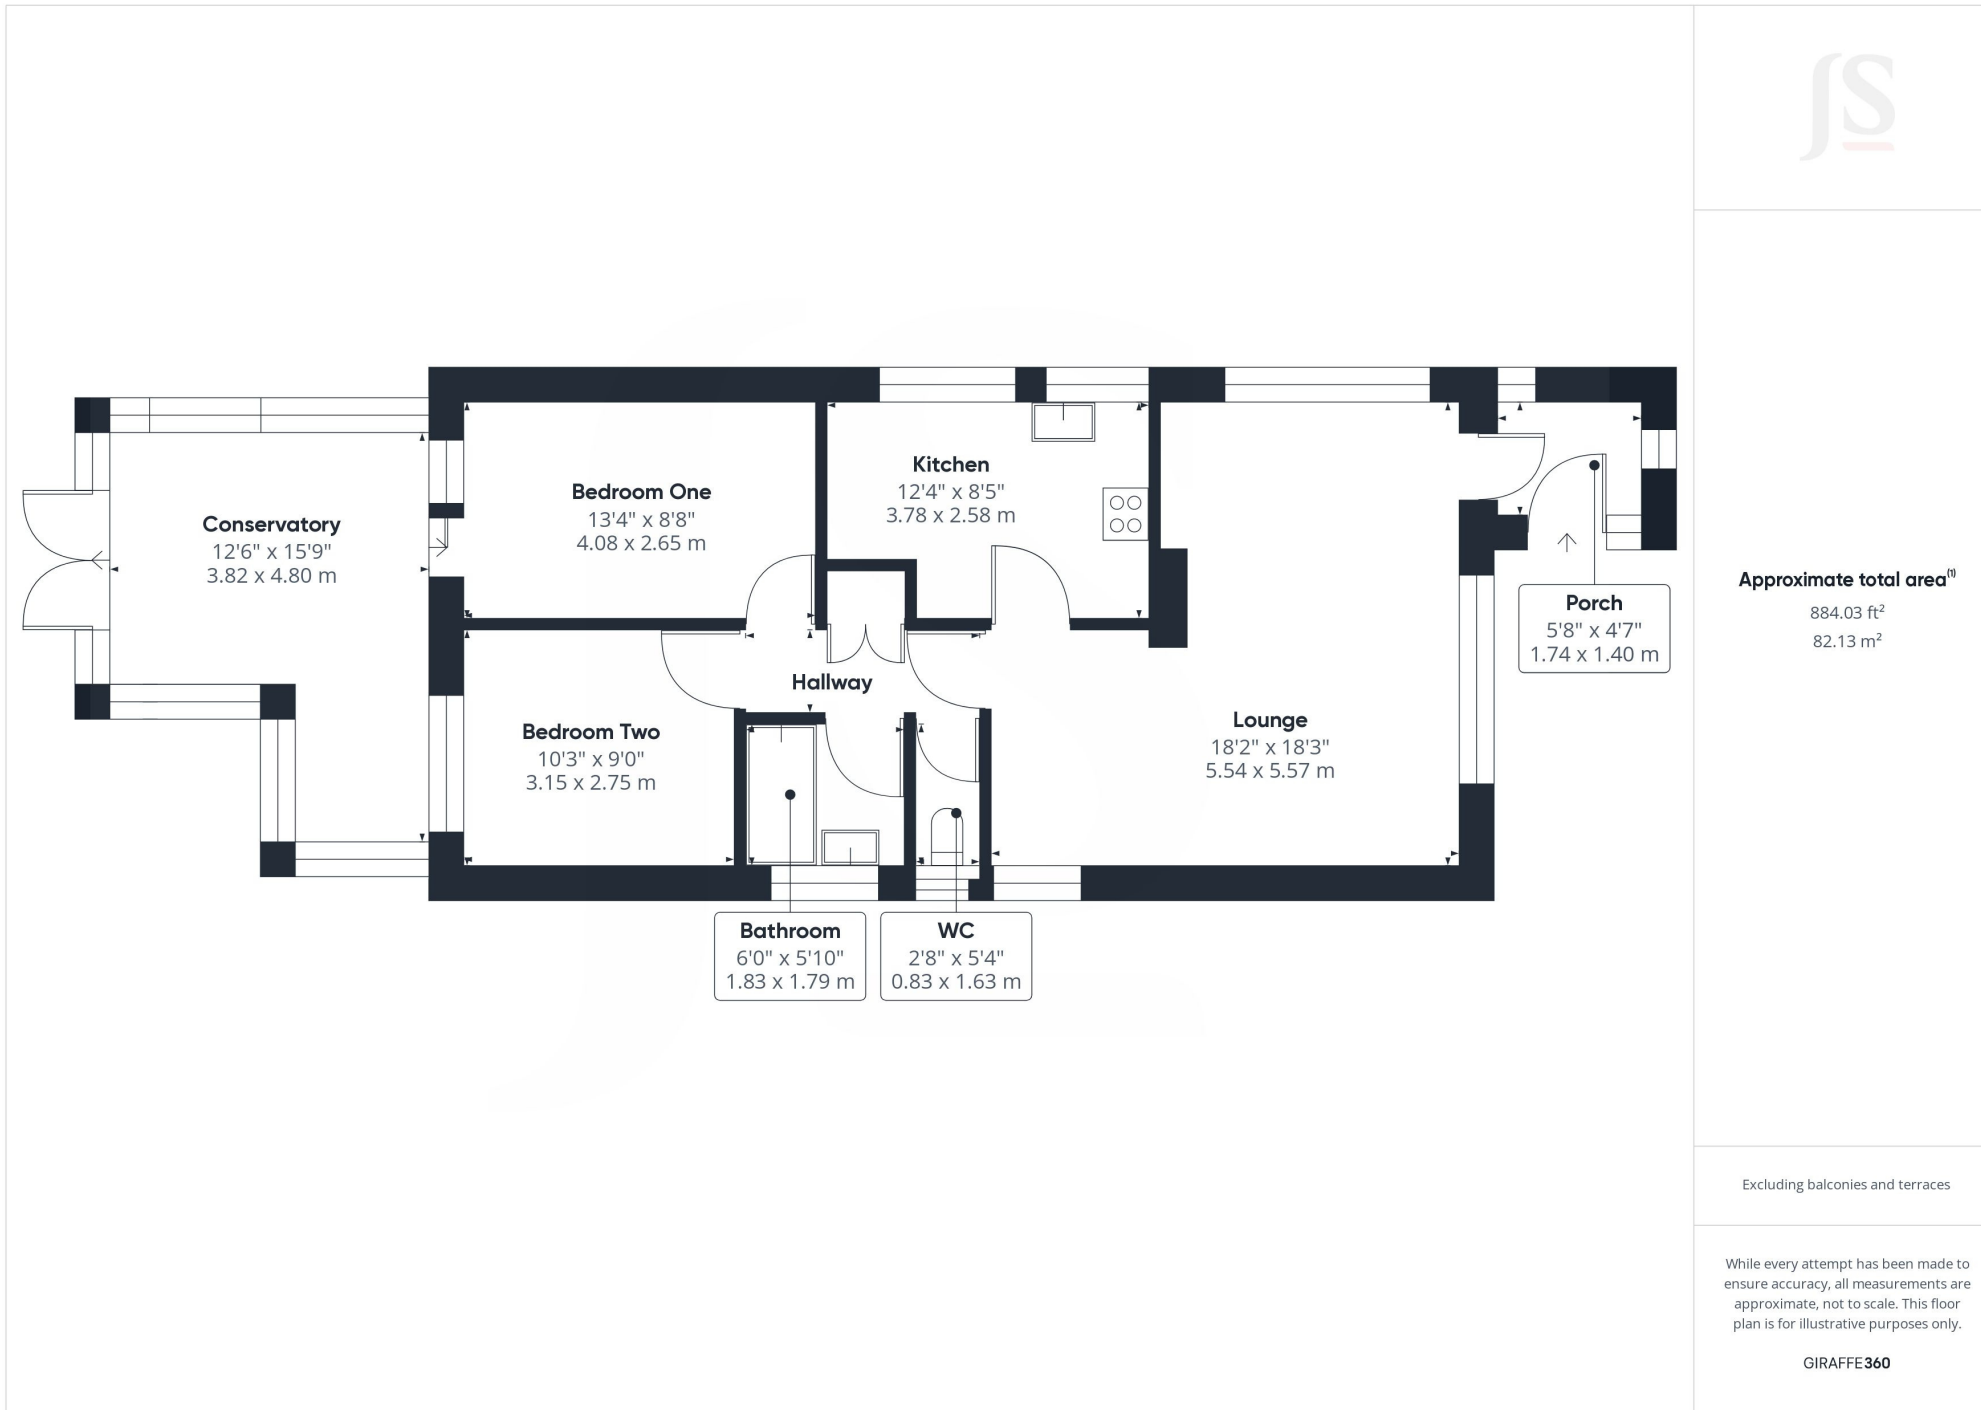 JS
Conservatory
12'6" x 15'9"
3.82 x 4.80 m
Bedroom One
13'4" x 8'8"
4.08 x 2.65 m
Kitchen
12'4" x 8'5"
3.78 x 2.58 m
Porch
5'8" x 4'7"
1.74 x 1.40 m
Hallway
Bedroom Two
10'3" x 9'0"
3.15 x 2.75 m
Lounge
18'2" x 18'3"
5.54 x 5.57 m
Bathroom
6'0" x 5'10"
1.83 x 1.79 m
WC
2'8" x 5'4"
0.83 x 1.63 m
Approximate total area⁽¹⁾
884.03 ft²
82.13 m²
Excluding balconies and terraces
While every attempt has been made to
ensure accuracy, all measurements are
approximate, not to scale. This floor
plan is for illustrative purposes only.
GIRAFFE360